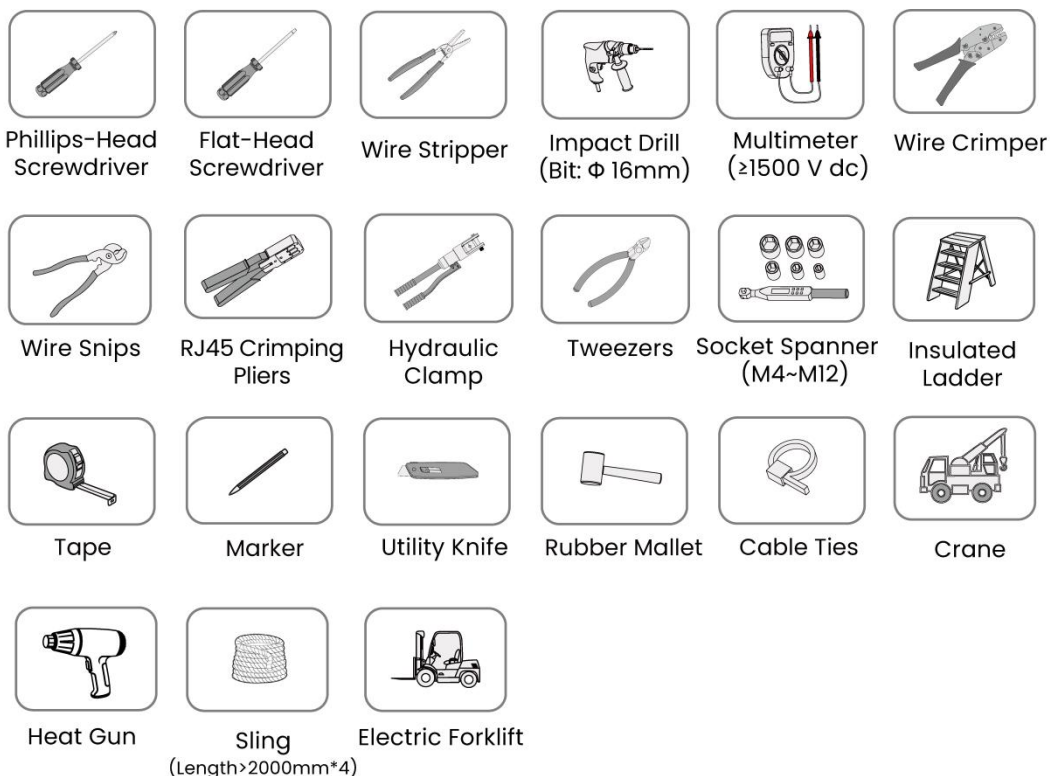 Phillips-Head
Screwdriver
Flat-Head
Screwdriver
Wire Stripper
Impact Drill
(Bit: Φ 16mm)
Multimeter
(≥1500 V dc)
Wire Crimper
Wire Snips
RJ45 Crimping
Pliers
Hydraulic
Clamp
Tweezers
Socket Spanner
(M4~M12)
Insulated
Ladder
Tape
Marker
Utility Knife
Rubber Mallet
Cable Ties
Crane
Heat Gun
Sling
(Length>2000mm*4)
Electric Forklift